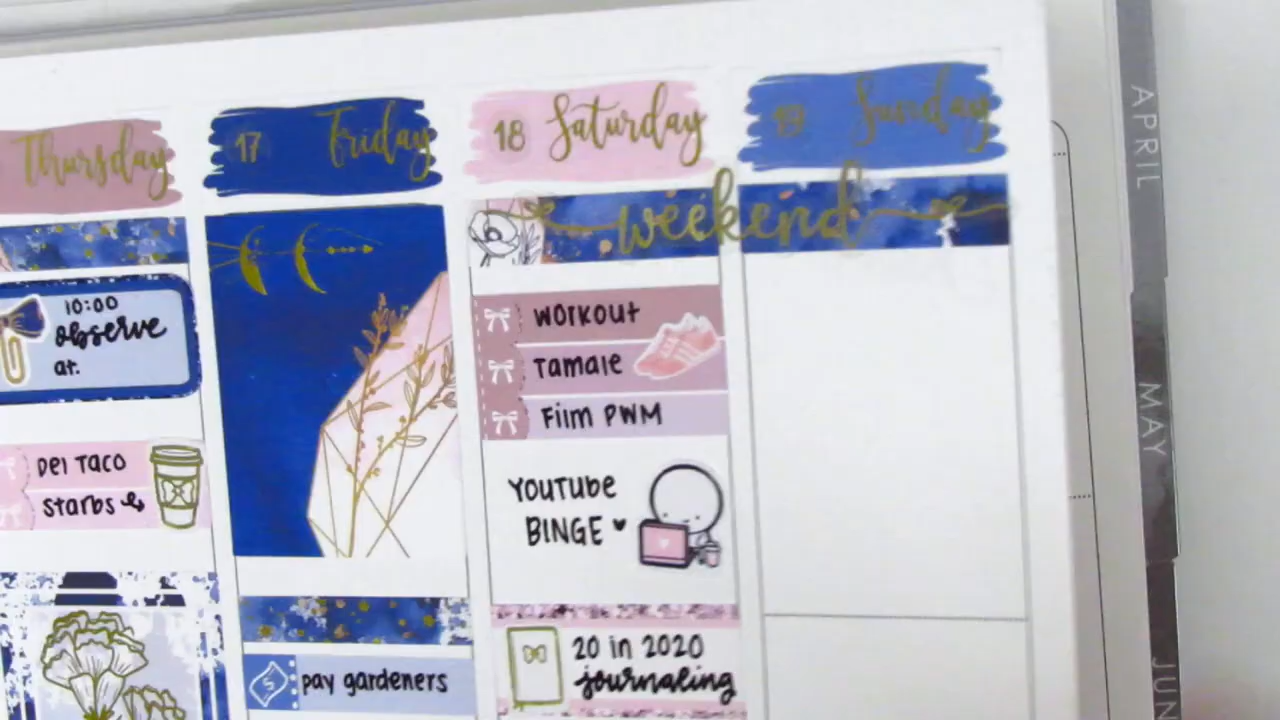 Thursday
10:00
observe
at:
Del Taco
Starbs
17 Friday
pay gardeners
18 Saturday
19 Sunday
weekend
workout
Tamale
Film PWM
YOUTUBE
BINGE
20 in 2020
journaling
APRIL
MAY
JUN